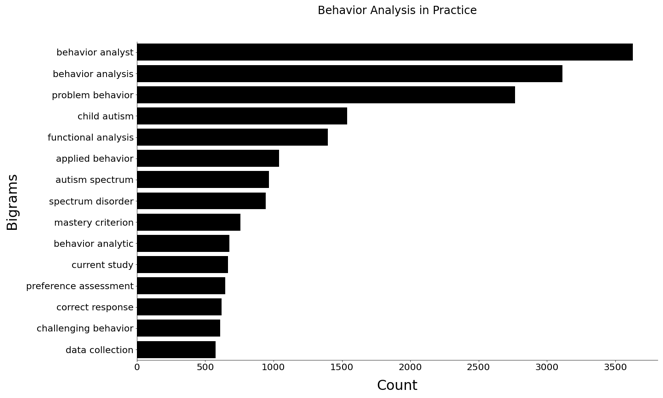 Behavior Analysis in Practice
behavior analyst
behavior analysis
problem behavior
child autism
functional analysis
applied behavior
autism spectrum
spectrum disorder
mastery criterion
behavior analytic
current study
preference assessment
correct response
challenging behavior
data collection
Bigrams
0 500 1000 1500 2000 2500 3000 3500
Count